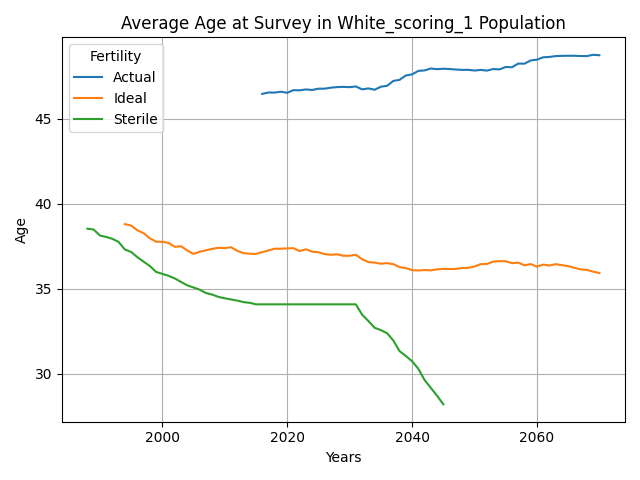 Average Age at Survey in White_scoring_1 Population
Fertility
Actual
Ideal
Sterile
Age
45
40
35
30
2000
2020
2040
2060
Years